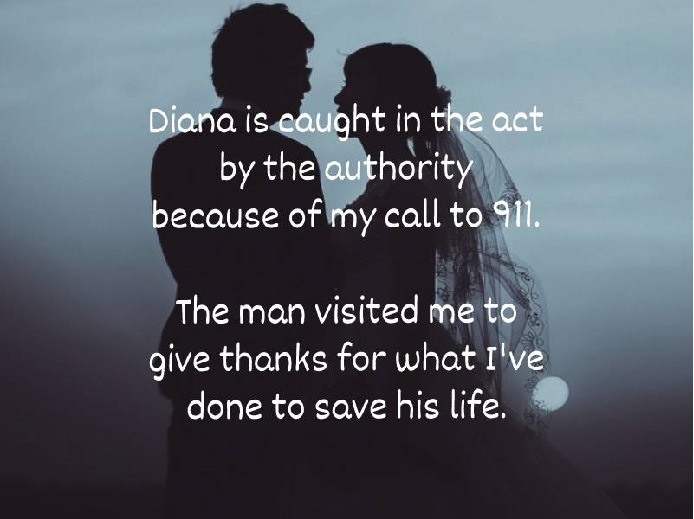 Diana is caught in the act
by the authority
because of my call to 911.
The man visited me to
give thanks for what I've
done to save his life.